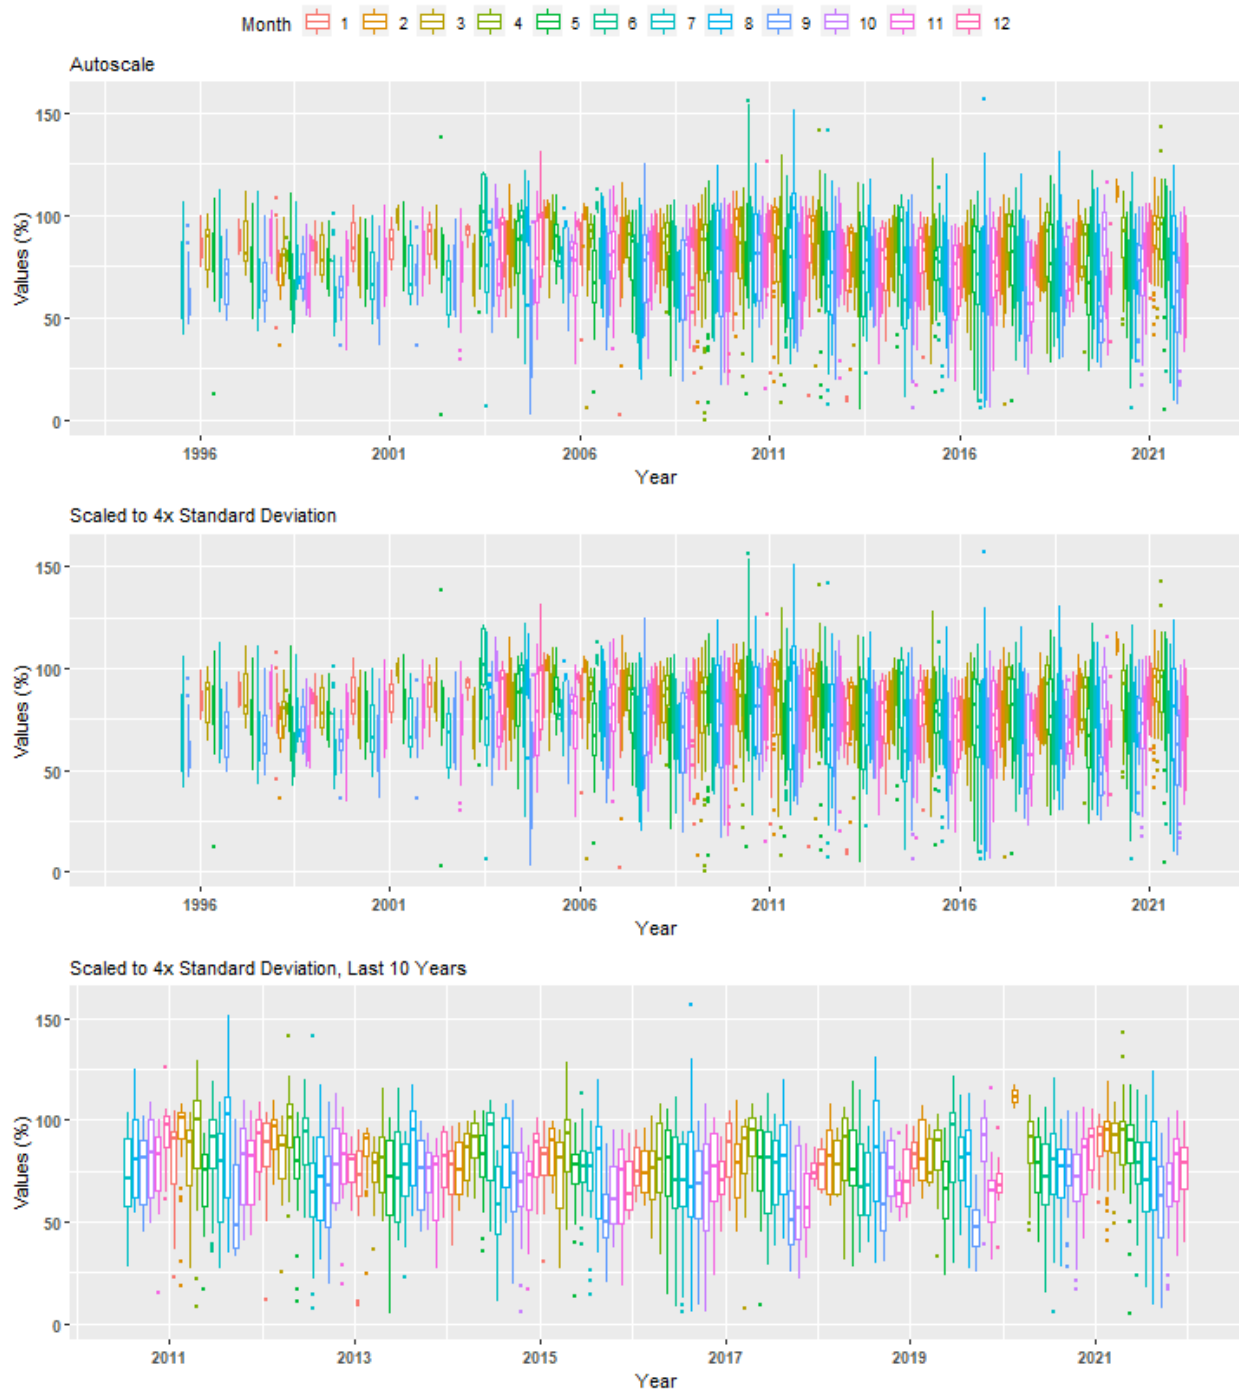 Month 1 2 3 4 5 6 7 8 9 10 11 12
Autoscale
Values (%)
150
100
50
0
1996 2001 2006 2011 2016 2021
Year
Scaled to 4x Standard Deviation
Values (%)
150
100
50
0
1996 2001 2006 2011 2016 2021
Year
Scaled to 4x Standard Deviation, Last 10 Years
Values (%)
150
100
50
0
2011 2013 2015 2017 2019 2021
Year